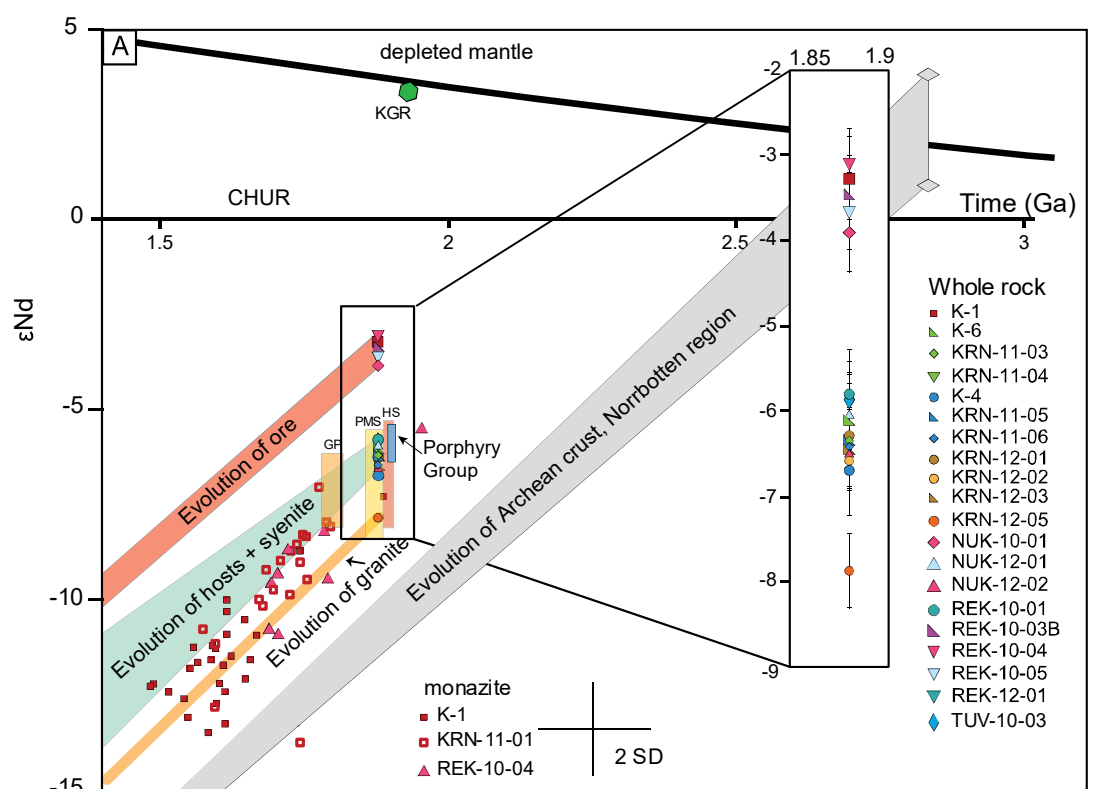 5
A
depleted mantle
KGR
CHUR
0
Time (Ga)
1.5
2
2.5
3
1.85
1.9
-2
-3
-4
-5
-6
-7
-8
-9
εNd
-5
-10
-15
Evolution of ore
Evolution of hosts + syenite
Evolution of granite
Evolution of Archean crust, Norrbotten region
GP
PMS
HS
Porphyry
Group
Whole rock
K-1
K-6
KRN-11-03
KRN-11-04
K-4
KRN-11-05
KRN-11-06
KRN-12-01
KRN-12-02
KRN-12-03
KRN-12-05
NUK-10-01
NUK-12-01
NUK-12-02
REK-10-01
REK-10-03B
REK-10-04
REK-10-05
REK-12-01
TUV-10-03
monazite
K-1
KRN-11-01
REK-10-04
2 SD